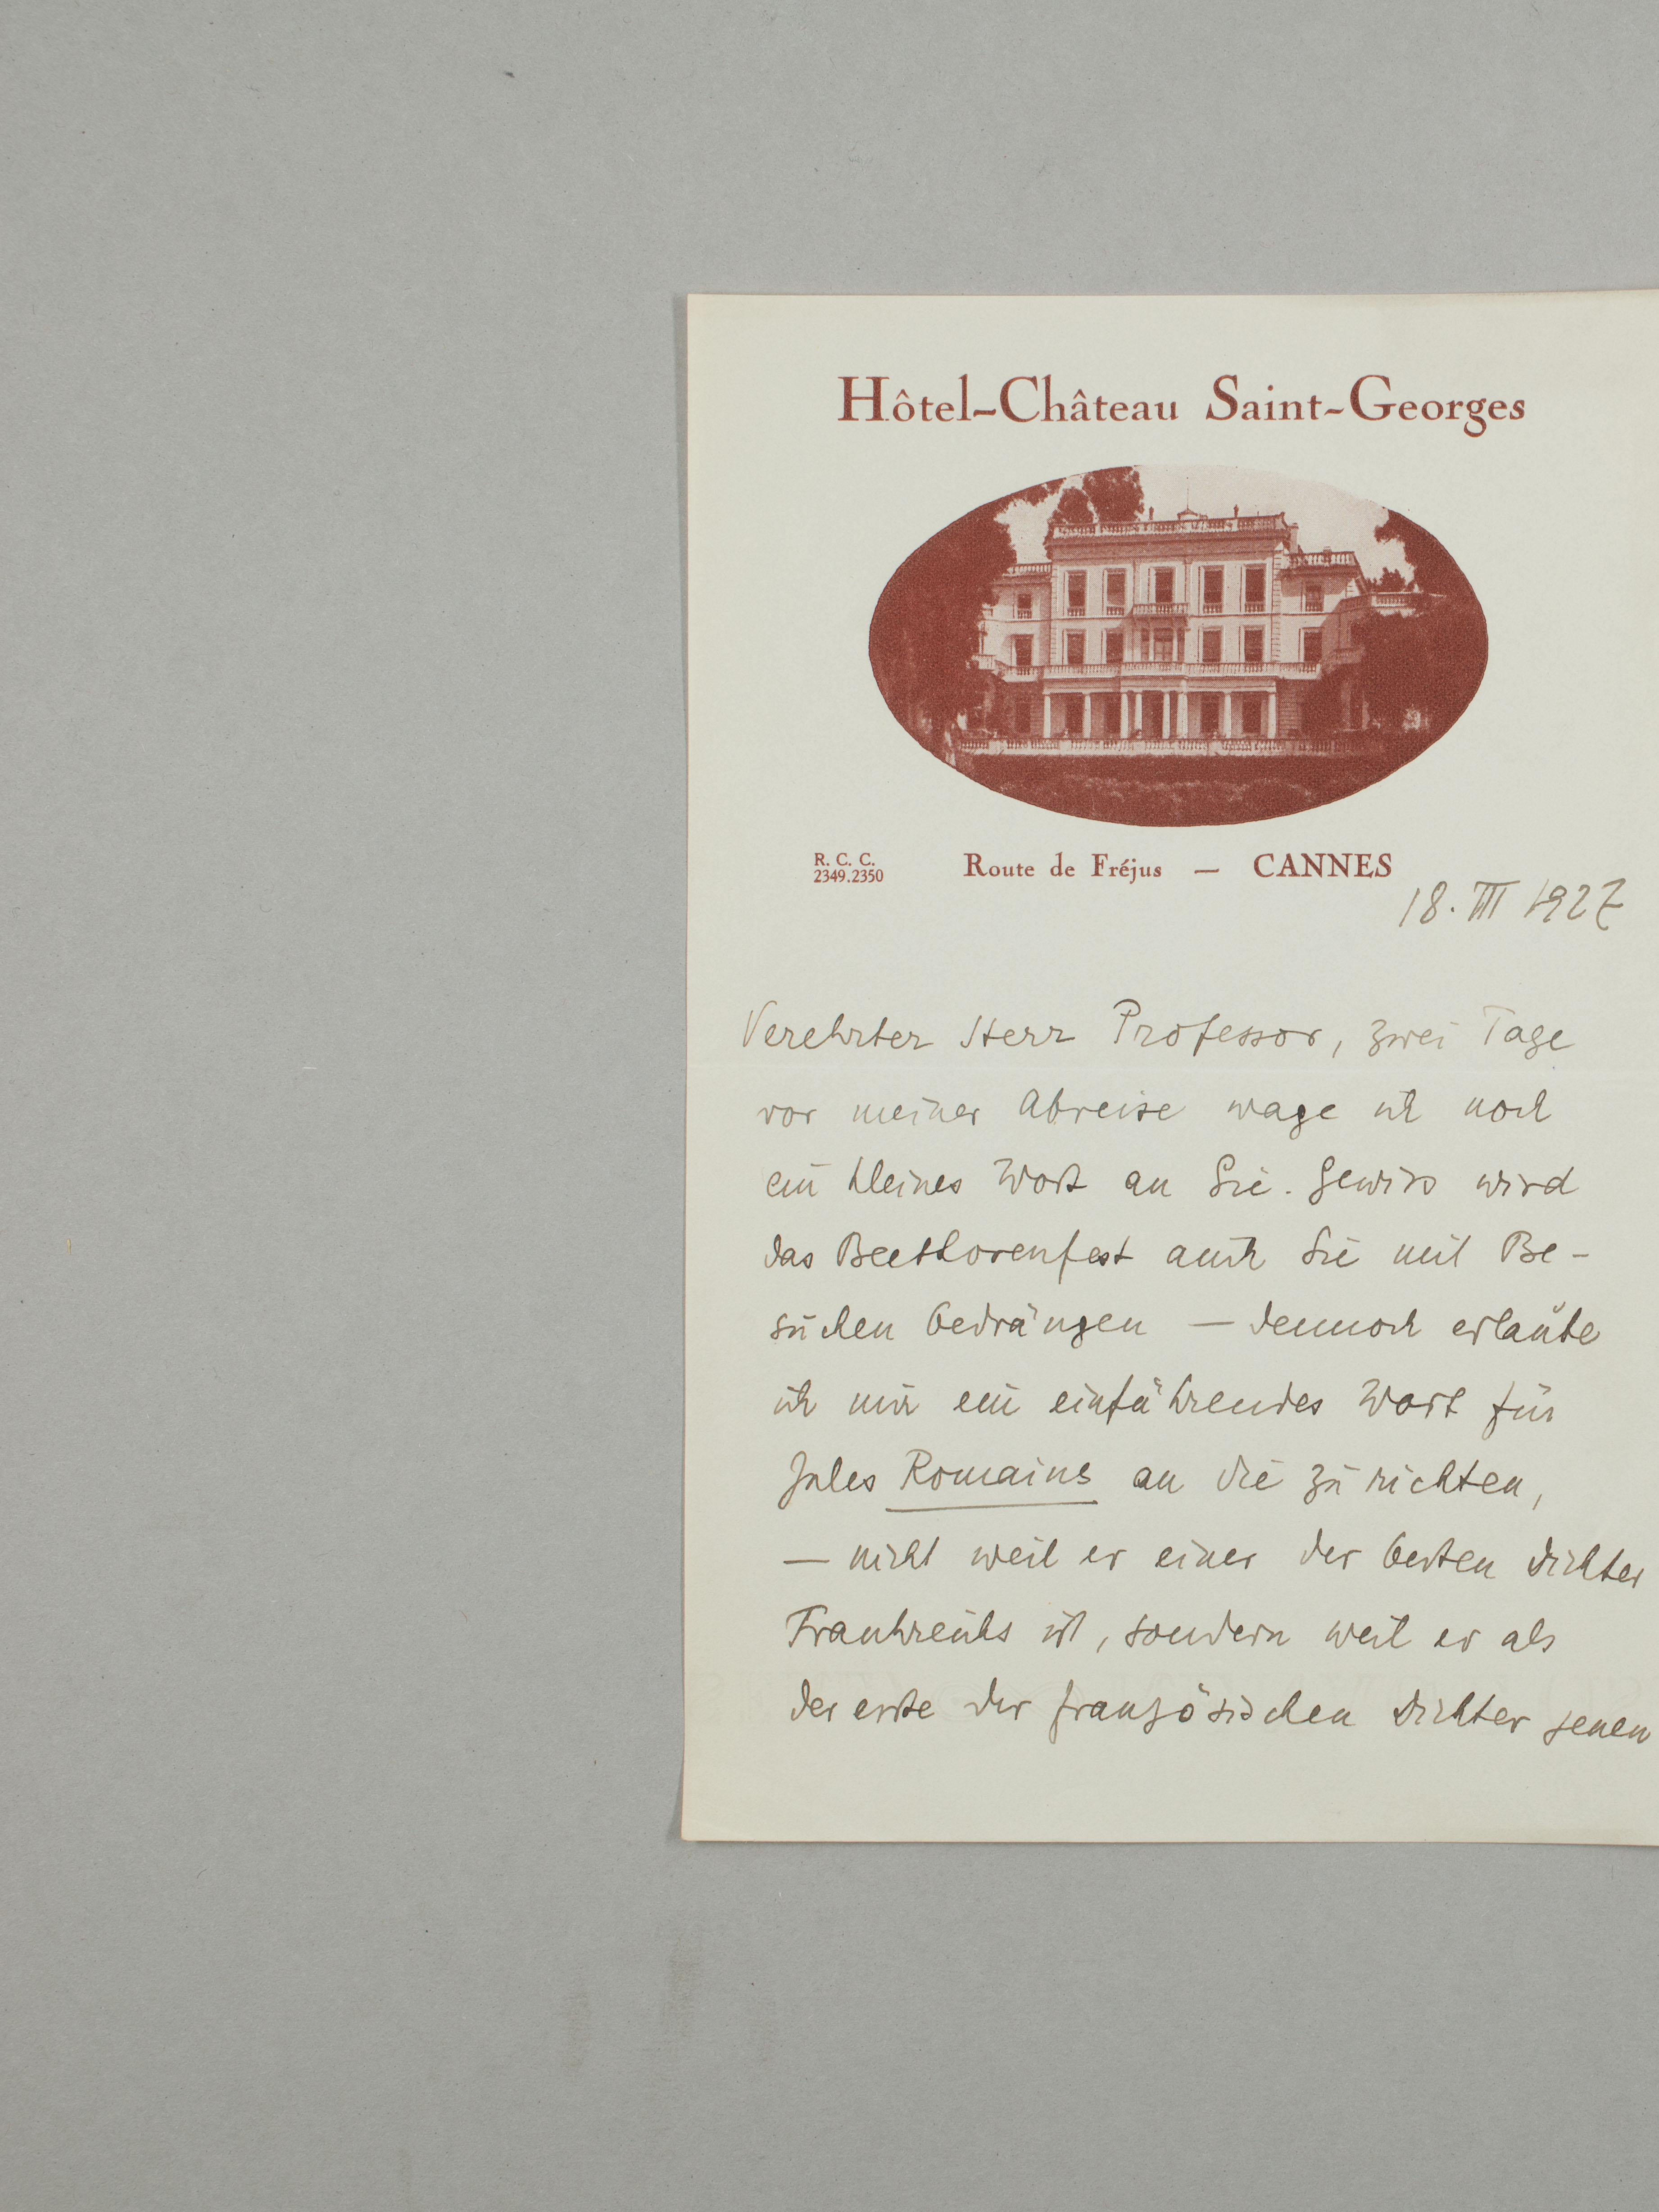 Hôtel-Château Saint-Georges
R. C. C.
2349.2350
Route de Fréjus — CANNES
18. III 1927
Verehrter Herr Professor, zwei Tage
vor meiner Abreise wage ich noch
ein kleines Wort an Sie. Gewiss wird
das Beethovenfest auch Sie mit Be-
suchen bedrängen — dennoch erlaube
ich mir ein einführendes Wort für
Jules Romains an Sie zu richten,
— nicht weil er einer der besten Dichter
Frankreichs ist, sondern weil er als
der erste der französischen Dichter jenen